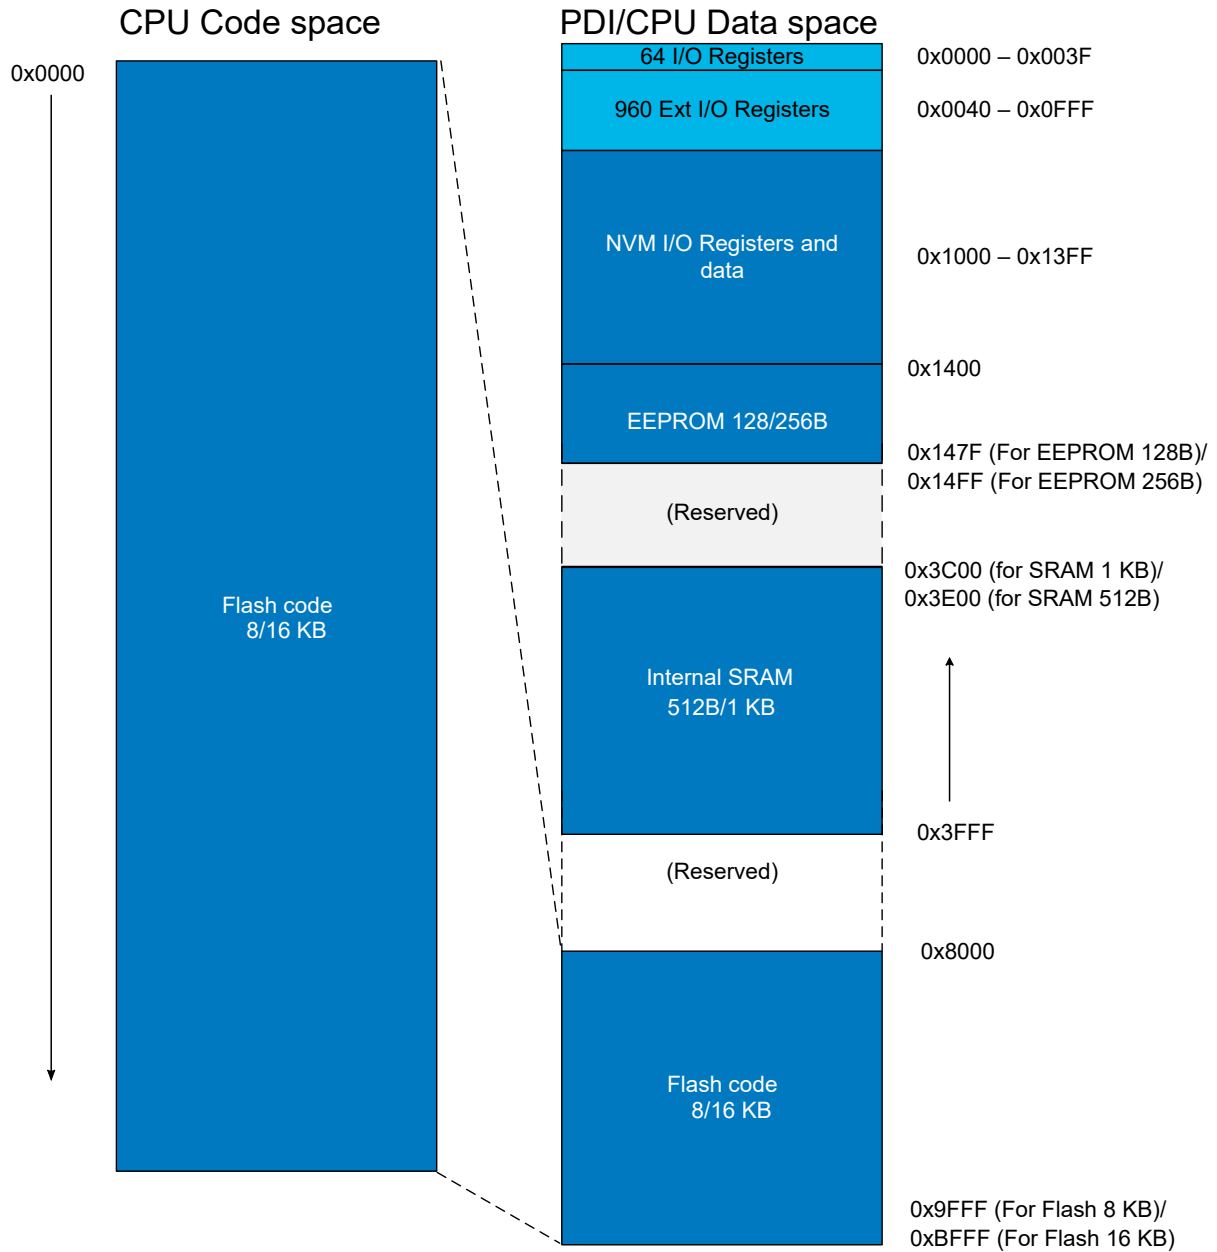 CPU Code space
0x0000
Flash code
8/16 KB
PDI/CPU Data space
64 I/O Registers
0x0000 – 0x003F
960 Ext I/O Registers
0x0040 – 0x0FFF
NVM I/O Registers and
data
0x1000 – 0x13FF
0x1400
EEPROM 128/256B
0x147F (For EEPROM 128B)/
0x14FF (For EEPROM 256B)
(Reserved)
0x3C00 (for SRAM 1 KB)/
0x3E00 (for SRAM 512B)
Internal SRAM
512B/1 KB
0x3FFF
(Reserved)
0x8000
Flash code
8/16 KB
0x9FFF (For Flash 8 KB)/
0xBFFF (For Flash 16 KB)